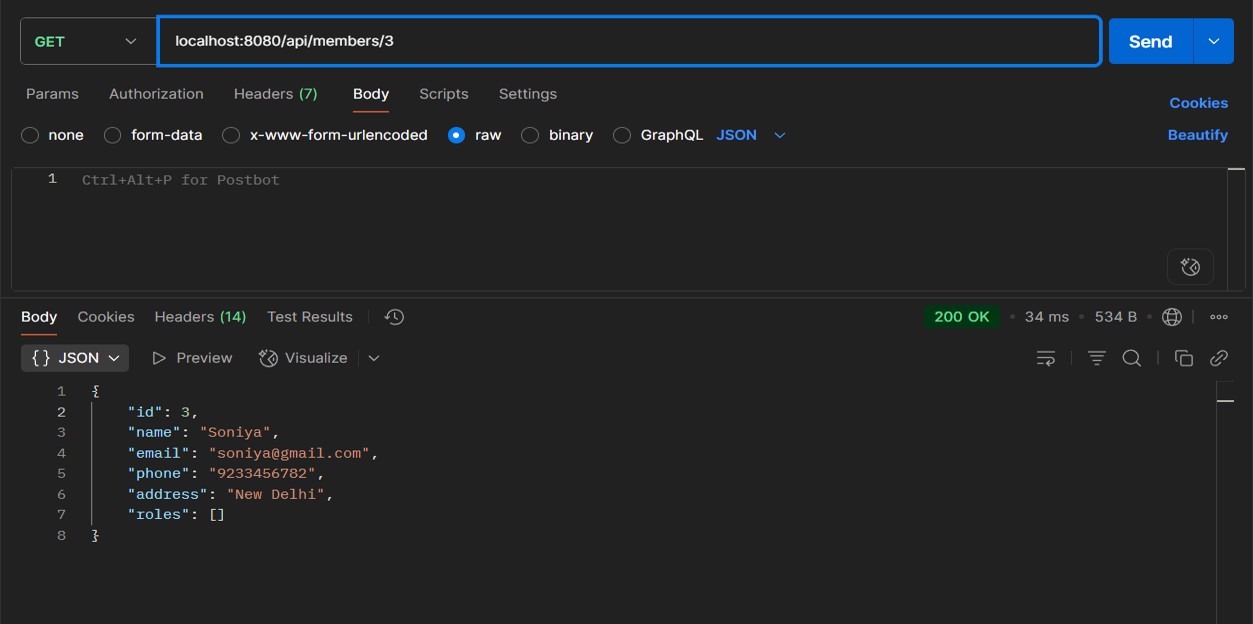 GET localhost:8080/api/members/3 Send
Params Authorization Headers (7) Body Scripts Settings Cookies
none form-data x-www-form-urlencoded raw binary GraphQL JSON Beautify
1 Ctrl+Alt+P for Postbot
Body Cookies Headers (14) Test Results 200 OK • 34 ms • 534 B •
{} JSON Preview Visualize
1 {
2 "id": 3,
3 "name": "Soniya",
4 "email": "soniya@gmail.com",
5 "phone": "9233456782",
6 "address": "New Delhi",
7 "roles": []
8 }